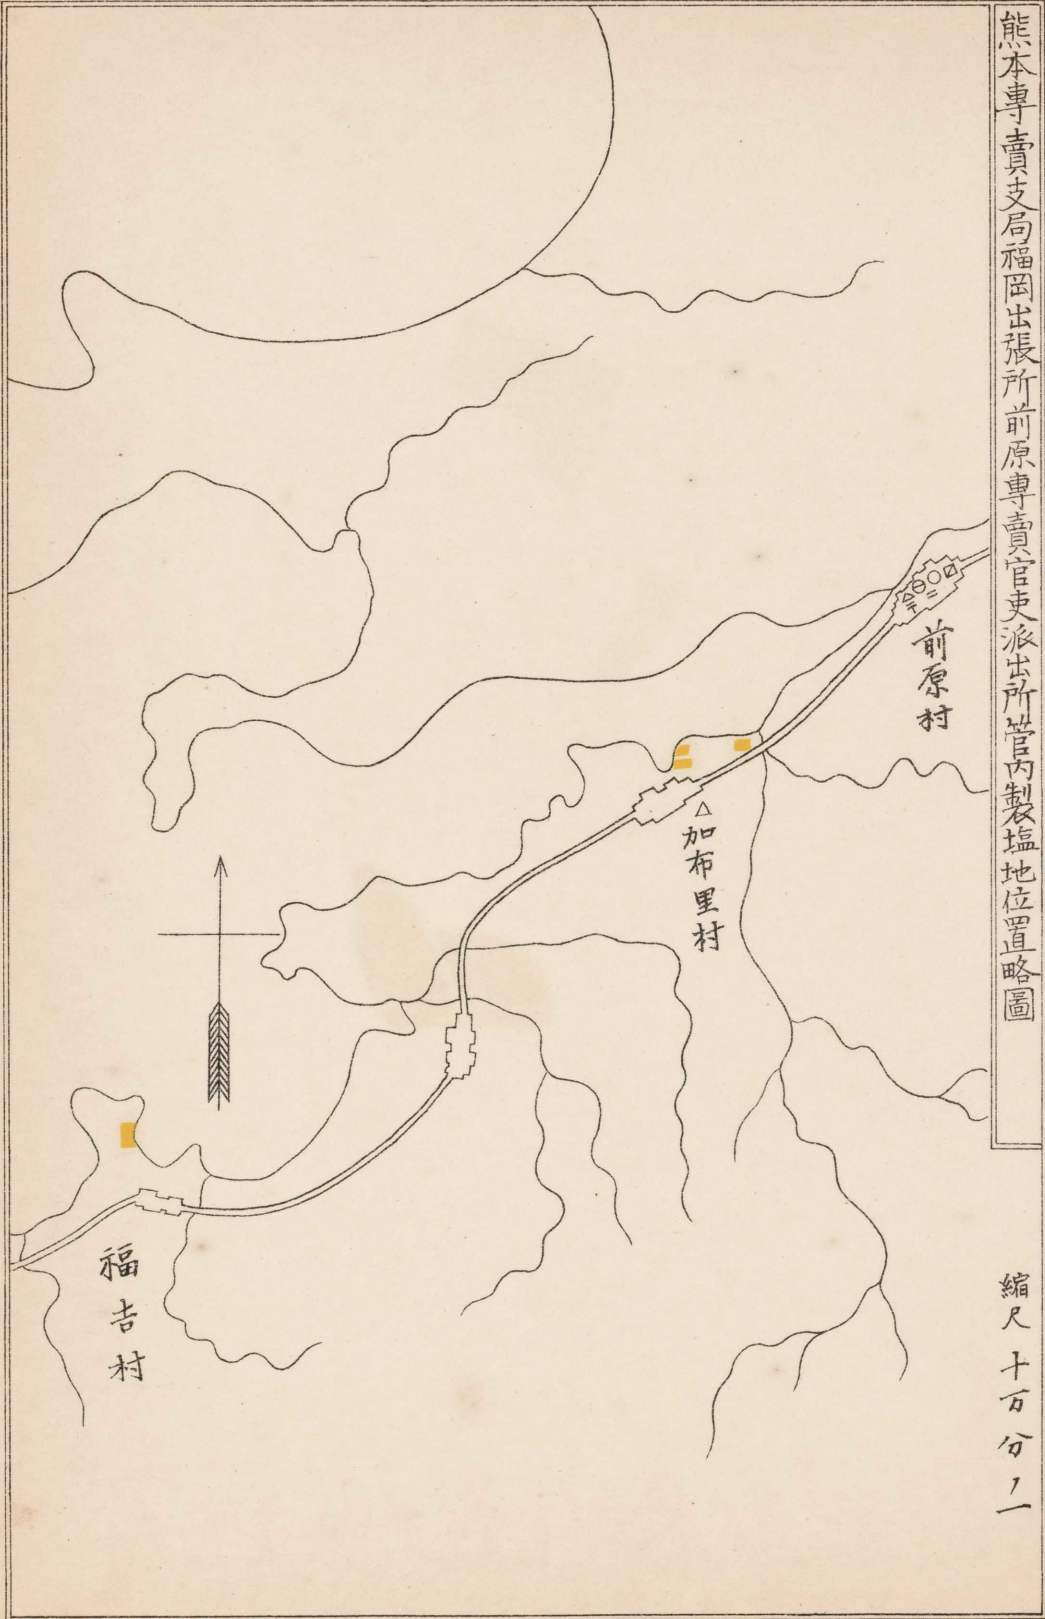 熊本專賣支局福岡出張所前原專賣官吏派出所管內製塩地位置略圖
縮尺十万分ノ一
前原村
加布里村
福吉村